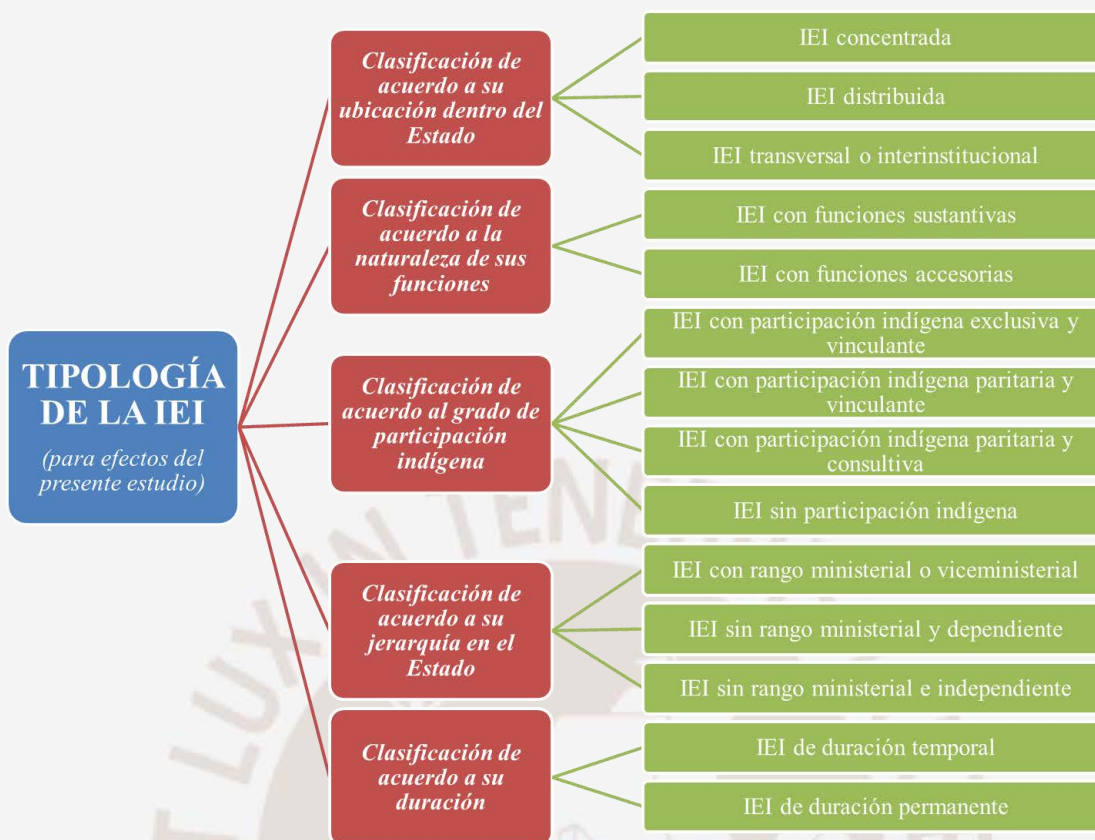 TIPOLOGÍA
DE LA IEI
(para efectos del
presente estudio)
Clasificación de
acuerdo a su
ubicación dentro del
Estado
IEI concentrada
IEI distribuida
IEI transversal o interinstitucional
Clasificación de
acuerdo a la
naturaleza de sus
funciones
IEI con funciones sustantivas
IEI con funciones accesorias
Clasificación de
acuerdo al grado de
participación
indígena
IEI con participación indígena exclusiva y
vinculante
IEI con participación indígena paritaria y
vinculante
IEI con participación indígena paritaria y
consultiva
IEI sin participación indígena
Clasificación de
acuerdo a su
jerarquía en el
Estado
IEI con rango ministerial o viceministerial
IEI sin rango ministerial y dependiente
IEI sin rango ministerial e independiente
Clasificación de
acuerdo a su
duración
IEI de duración temporal
IEI de duración permanente
LUX IN